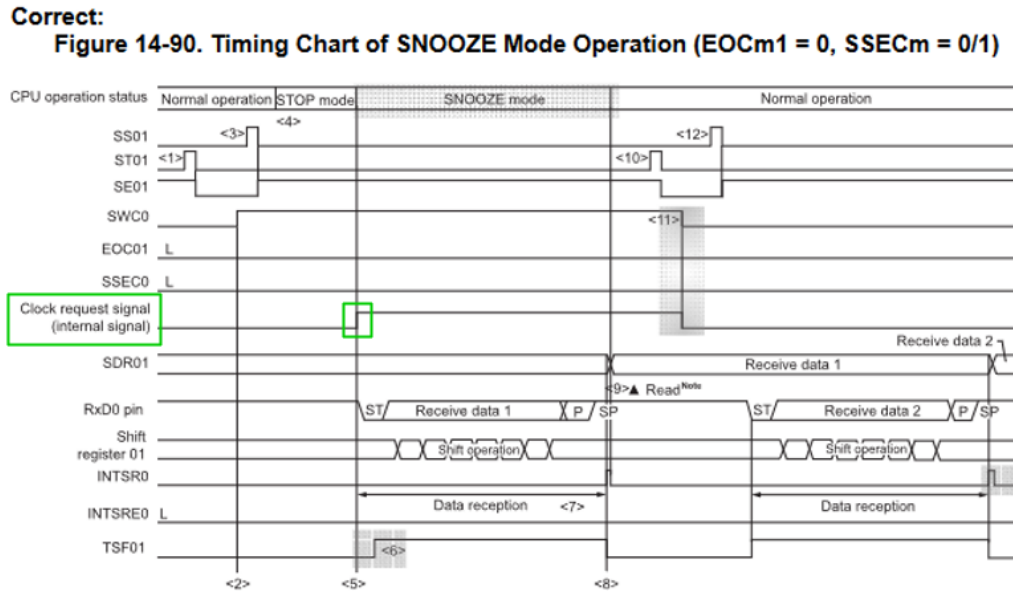 Correct:
Figure 14-90. Timing Chart of SNOOZE Mode Operation (EOCm1 = 0, SSECm = 0/1)
CPU operation status Normal operation STOP mode SNOOZE mode Normal operation
<4>
SS01 <3> <12>
ST01 <1> <10>
SE01
SWC0 <11>
EOC01 L
SSEC0 L
Clock request signal
(internal signal)
Receive data 2
SDR01 Receive data 1
<9>▲ Read Note
RxD0 pin ST Receive data 1 P SP ST Receive data 2 P SP
Shift
register 01 Shift operation Shift operation
INTSR0
Data reception <7> Data reception
INTSRE0 L
TSF01 <6>
<2> <5> <8>